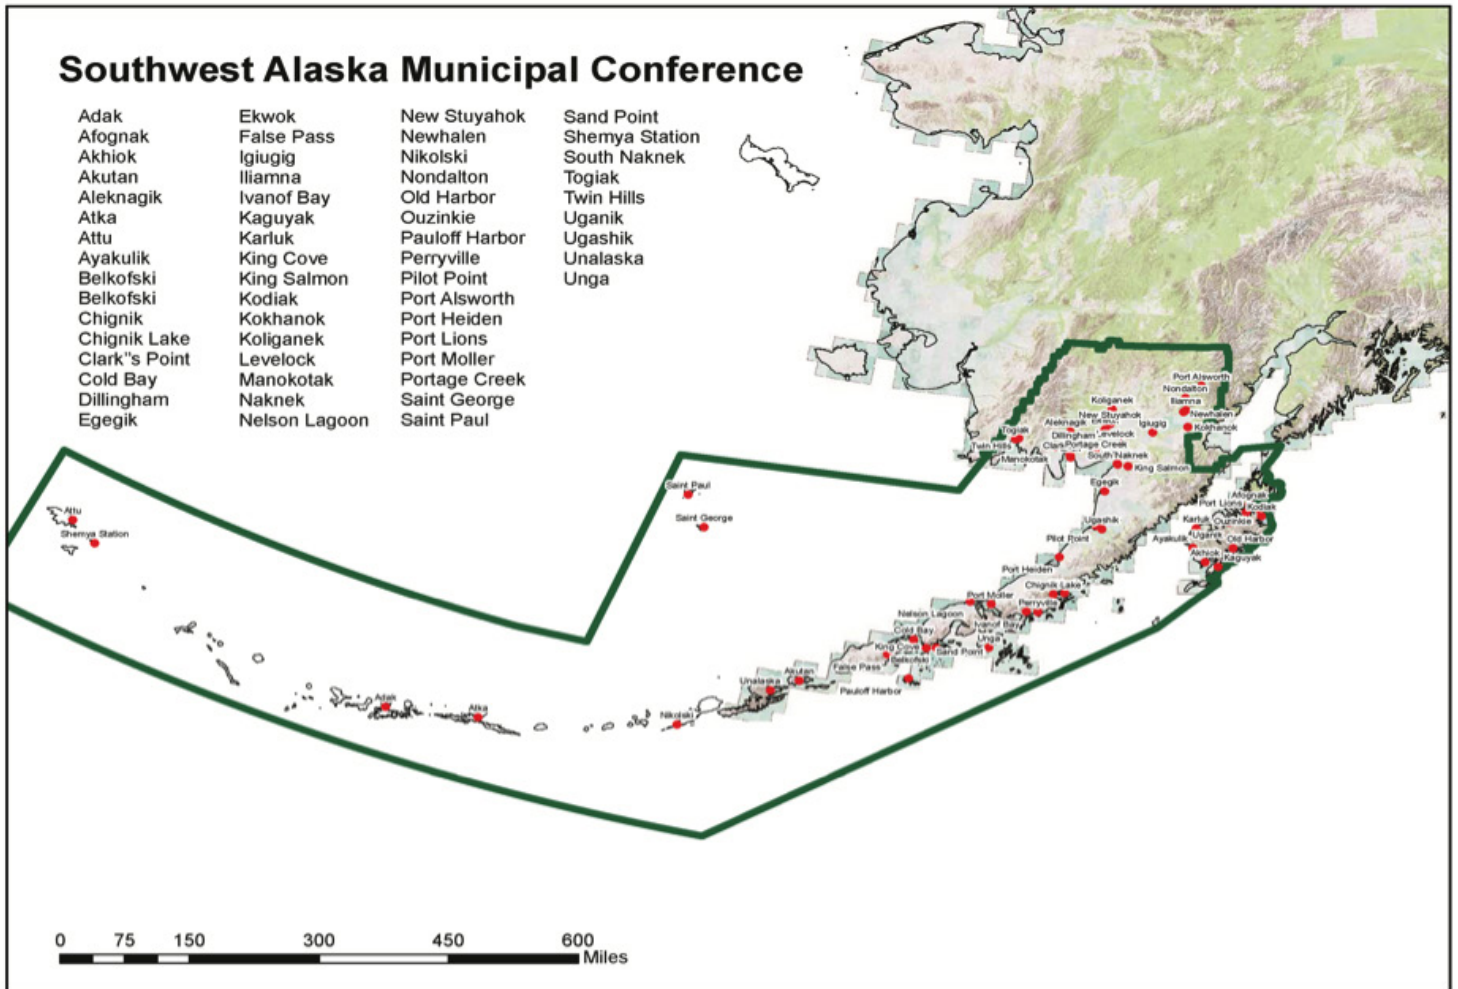 Southwest Alaska Municipal Conference
Adak
Afognak
Akhiok
Akutan
Aleknagik
Atka
Attu
Ayakulik
Belkofski
Belkofski
Chignik
Chignik Lake
Clark"s Point
Cold Bay
Dillingham
Egegik
Ekwok
False Pass
Igiugig
Iliamna
Ivanof Bay
Kaguyak
Karluk
King Cove
King Salmon
Kodiak
Kokhanok
Koliganek
Levelock
Manokotak
Naknek
Nelson Lagoon
New Stuyahok
Newhalen
Nikolski
Nondalton
Old Harbor
Ouzinkie
Pauloff Harbor
Perryville
Pilot Point
Port Alsworth
Port Heiden
Port Lions
Port Moller
Portage Creek
Saint George
Saint Paul
Sand Point
Shemya Station
South Naknek
Togiak
Twin Hills
Uganik
Ugashik
Unalaska
Unga
Port Alsworth
Nondalton
Iliamna
Koliganek
New Stuyahok
Newhalen
Aleknagik
Igiugig
Kokhanok
Togiak
Dillingham
Levelock
Twin Hills
Portage Creek
Manokotak
South Naknek
King Salmon
Egegik
Saint Paul
Saint George
Attu
Shemya Station
Afognak
Port Lions
Kodiak
Karluk
Ouzinkie
Ugashik
Uganik
Pilot Point
Ayakulik
Old Harbor
Akhiok
Kaguyak
Port Heiden
Chignik Lake
Port Moller
Perryville
Nelson Lagoon
Ivanof Bay
Cold Bay
Unga
King Cove
Sand Point
Belkofski
False Pass
Akutan
Unalaska
Pauloff Harbor
Adak
Atka
Nikolski
0 75 150 300 450 600
Miles